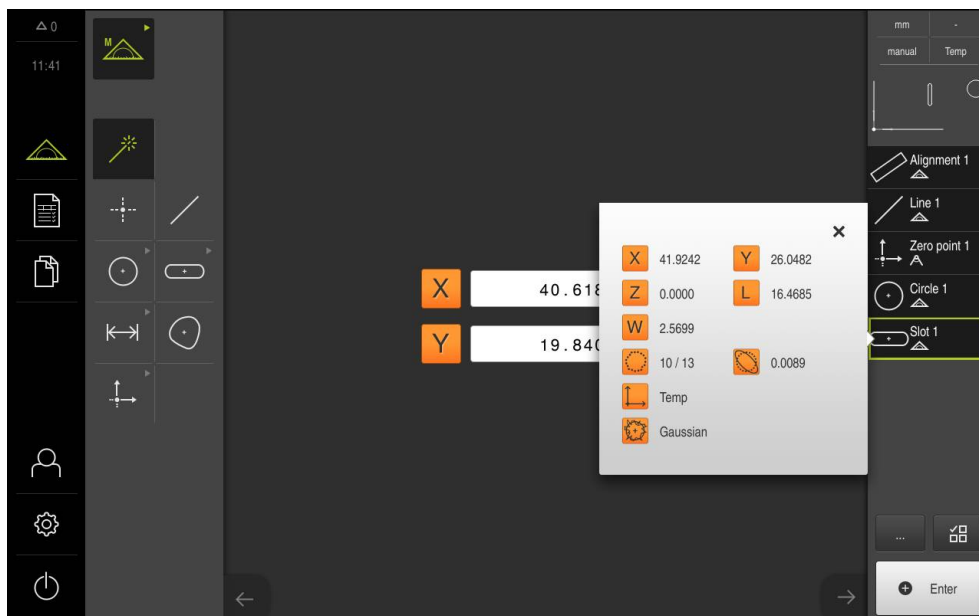 0
11:41
M
mm -
manual Temp
Alignment 1
Line 1
Zero point 1
Circle 1
Slot 1
X 40.618
Y 19.840
X 41.9242 Y 26.0482
Z 0.0000 L 16.4685
W 2.5699
10 / 13 0.0089
Temp
Gaussian
...
Enter